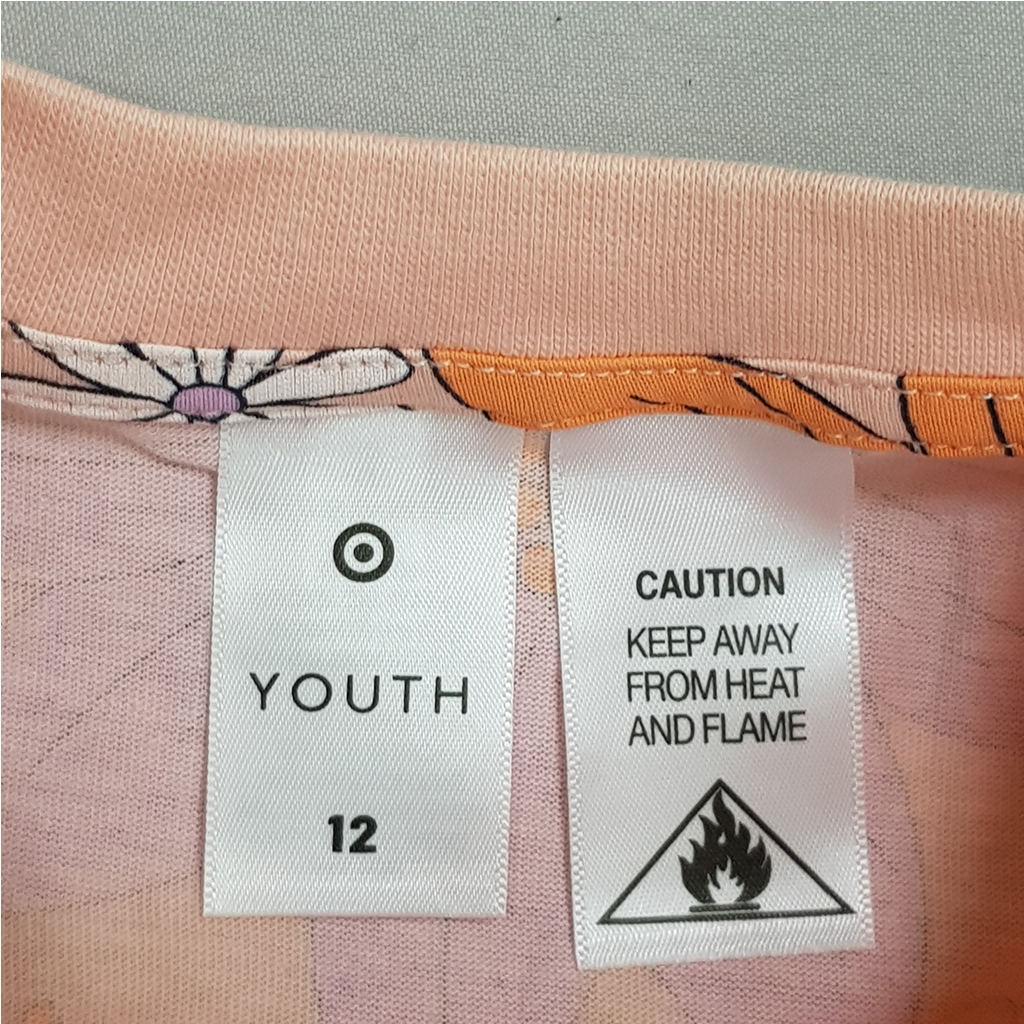 YOUTH
12
CAUTION
KEEP AWAY
FROM HEAT
AND FLAME